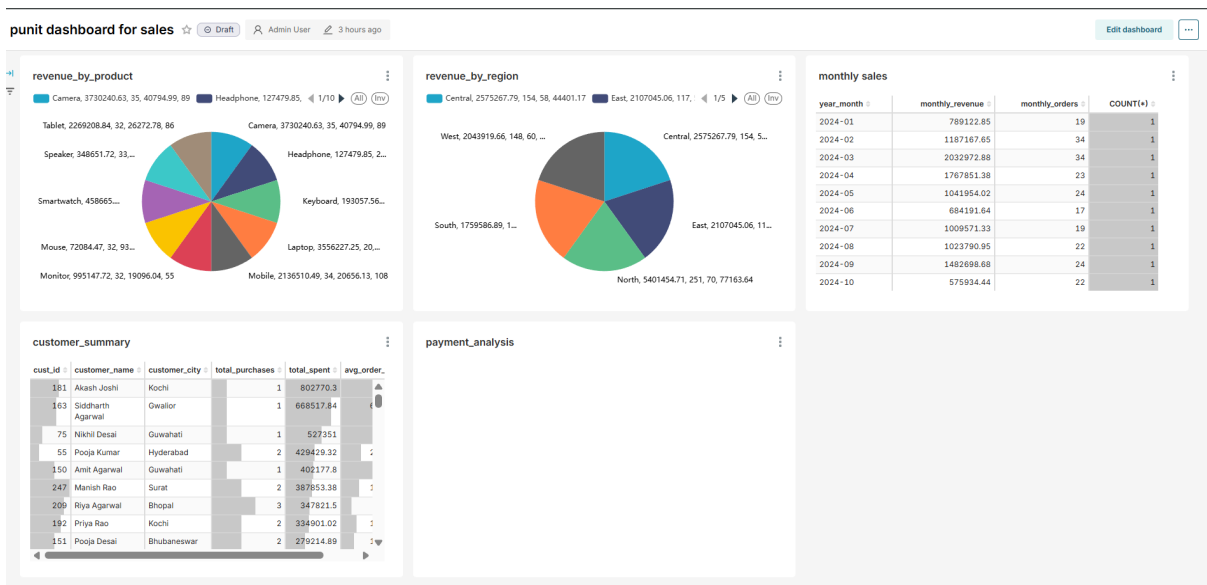 punit dashboard for sales Draft Admin User 3 hours ago Edit dashboard
revenue_by_product
Camera, 3730240.63, 35, 40794.99, 89 Headphone, 127479.85, 1/10 All Inv
Tablet, 2269208.84, 32, 26272.78, 86
Camera, 3730240.63, 35, 40794.99, 89
Speaker, 348651.72, 33,...
Headphone, 127479.85, 2...
Smartwatch, 458665....
Keyboard, 193057.56...
Mouse, 72084.47, 32, 93...
Laptop, 3556227.25, 20,...
Monitor, 995147.72, 32, 19096.04, 55
Mobile, 2136510.49, 34, 20656.13, 108
revenue_by_region
Central, 2575267.79, 154, 58, 44401.17 East, 2107045.06, 117, 1/5 All Inv
West, 2043919.66, 148, 60, ...
Central, 2575267.79, 154, 5...
South, 1759586.89, 1...
East, 2107045.06, 11...
North, 5401454.71, 251, 70, 77163.64
monthly sales
year_month monthly_revenue monthly_orders COUNT(*)
2024-01 789122.85 19 1
2024-02 1187167.65 34 1
2024-03 2032972.88 34 1
2024-04 1767851.38 23 1
2024-05 1041954.02 24 1
2024-06 684191.64 17 1
2024-07 1009571.33 19 1
2024-08 1023790.95 22 1
2024-09 1482698.68 24 1
2024-10 575934.44 22 1
customer_summary
cust_id customer_name customer_city total_purchases total_spent avg_order_
181 Akash Joshi Kochi 1 802770.3
163 Siddharth Gwalior 1 668517.84
Agarwal
75 Nikhil Desai Guwahati 1 527351
55 Pooja Kumar Hyderabad 2 429429.32 2
150 Amit Agarwal Guwahati 1 402177.8
247 Manish Rao Surat 2 387853.38 1
209 Riya Agarwal Bhopal 3 347821.5
192 Priya Rao Kochi 2 334901.02 1
151 Pooja Desai Bhubaneswar 2 279214.89 1
payment_analysis